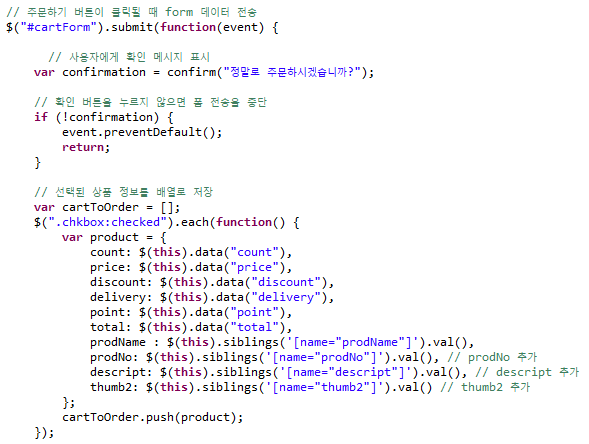 // 주문하기 버튼이 클릭될 때 form 데이터 전송
$("#cartForm").submit(function(event) {
// 사용자에게 확인 메시지 표시
var confirmation = confirm("정말로 주문하시겠습니까?");
// 확인 버튼을 누르지 않으면 폼 전송을 중단
if (!confirmation) {
event.preventDefault();
return;
}
// 선택된 상품 정보를 배열로 저장
var cartToOrder = [];
$(".chkbox:checked").each(function() {
var product = {
count: $(this).data("count"),
price: $(this).data("price"),
discount: $(this).data("discount"),
delivery: $(this).data("delivery"),
point: $(this).data("point"),
total: $(this).data("total"),
prodName : $(this).siblings('[name="prodName"]').val(),
prodNo: $(this).siblings('[name="prodNo"]').val(), // prodNo 추가
descript: $(this).siblings('[name="descript"]').val(), // descript 추가
thumb2: $(this).siblings('[name="thumb2"]').val() // thumb2 추가
};
cartToOrder.push(product);
});